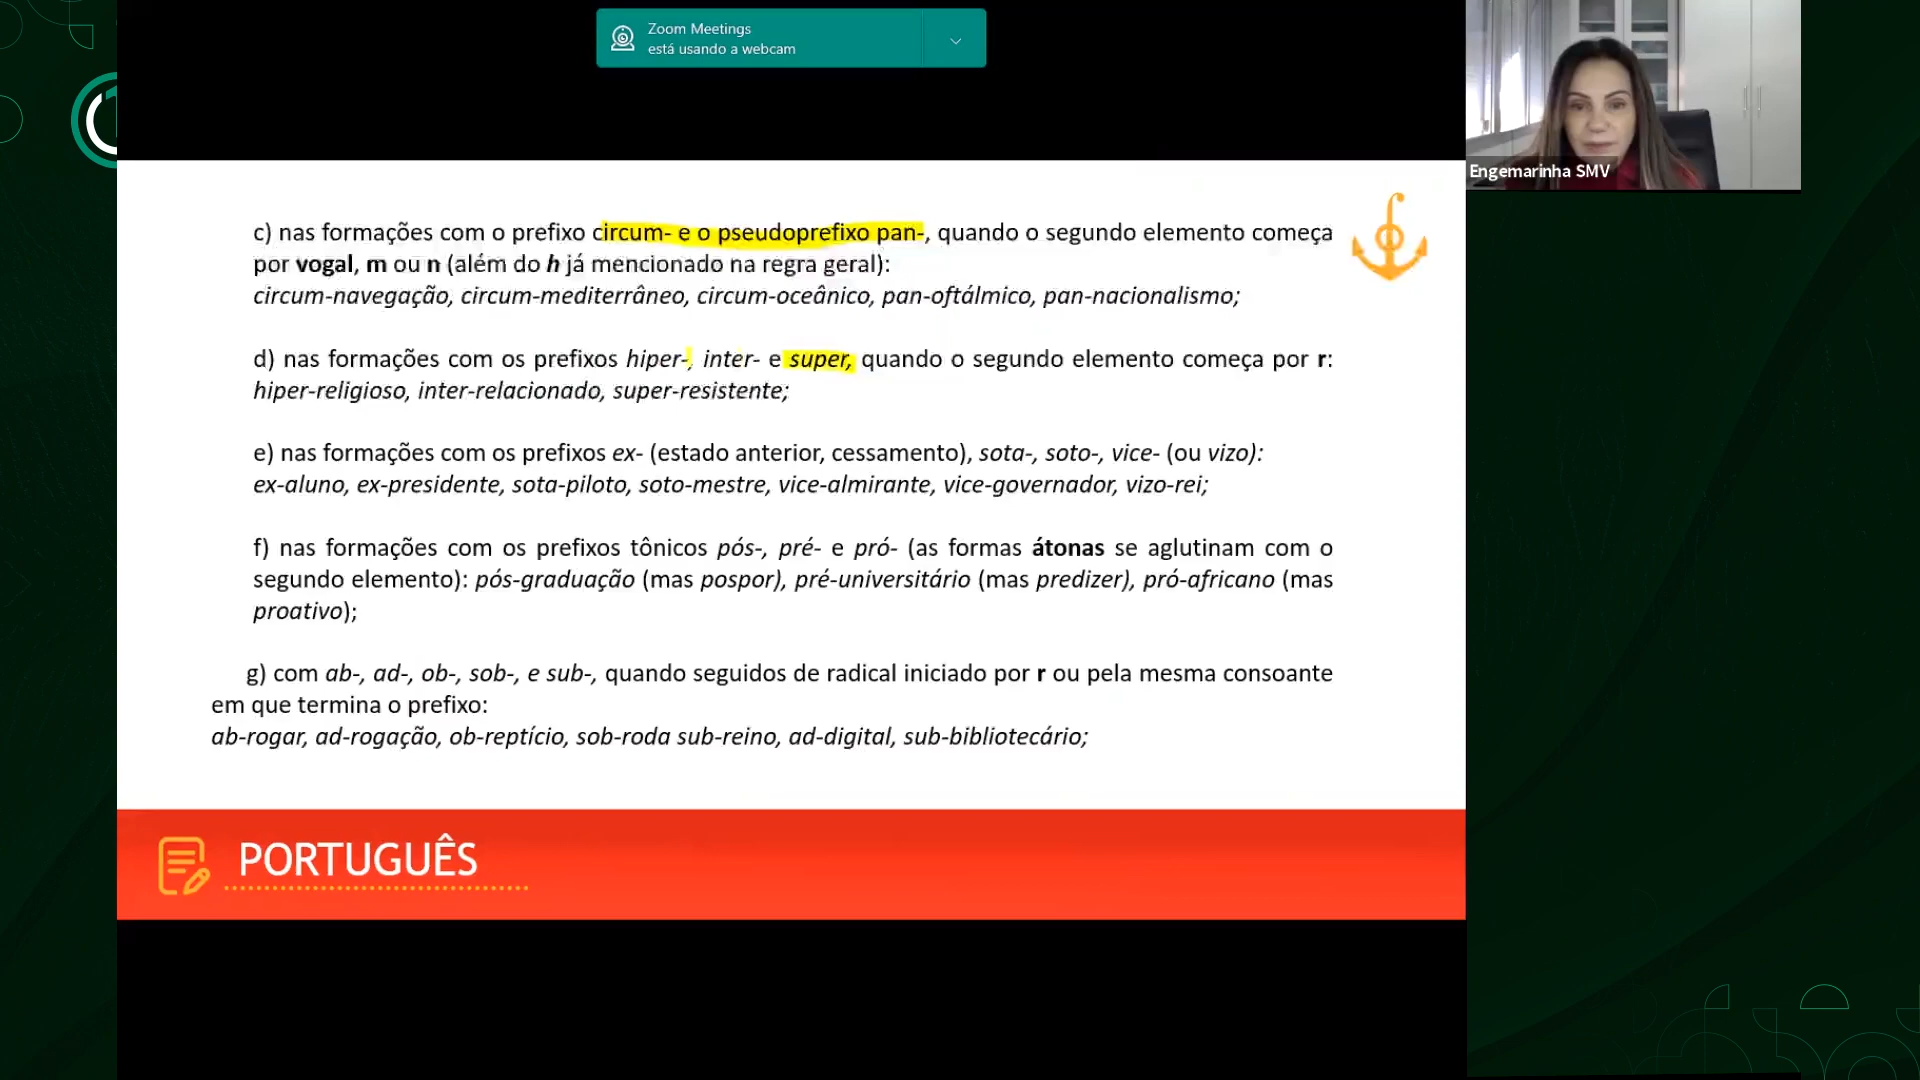 Zoom Meetings
está usando a webcam
Engemarinha SMV
c) nas formações com o prefixo circum- e o pseudoprefixo pan-, quando o segundo elemento começa
por vogal, m ou n (além do h já mencionado na regra geral):
circum-navegação, circum-mediterrâneo, circum-oceânico, pan-oftálmico, pan-nacionalismo;
d) nas formações com os prefixos hiper-, inter- e super, quando o segundo elemento começa por r:
hiper-religioso, inter-relacionado, super-resistente;
e) nas formações com os prefixos ex- (estado anterior, cessamento), sota-, soto-, vice- (ou vizo):
ex-aluno, ex-presidente, sota-piloto, soto-mestre, vice-almirante, vice-governador, vizo-rei;
f) nas formações com os prefixos tônicos pós-, pré- e pró- (as formas átonas se aglutinam com o
segundo elemento): pós-graduação (mas pospor), pré-universitário (mas predizer), pró-africano (mas
proativo);
g) com ab-, ad-, ob-, sob-, e sub-, quando seguidos de radical iniciado por r ou pela mesma consoante
em que termina o prefixo:
ab-rogar, ad-rogação, ob-reptício, sob-roda sub-reino, ad-digital, sub-bibliotecário;
PORTUGUÊS